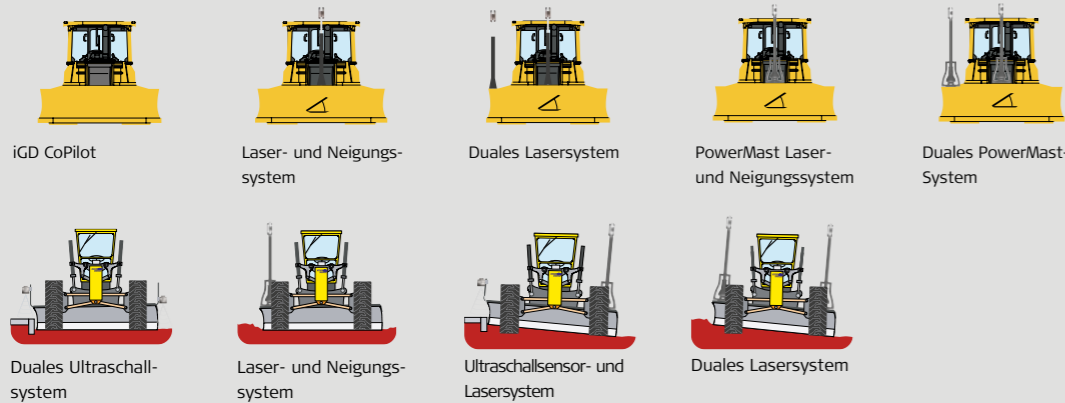 iGD CoPilot
Laser- und Neigungs-
system
Duales Lasersystem
PowerMast Laser-
und Neigungssystem
Duales PowerMast-
System
Duales Ultraschall-
system
Laser- und Neigungs-
system
Ultraschallsensor- und
Lasersystem
Duales Lasersystem